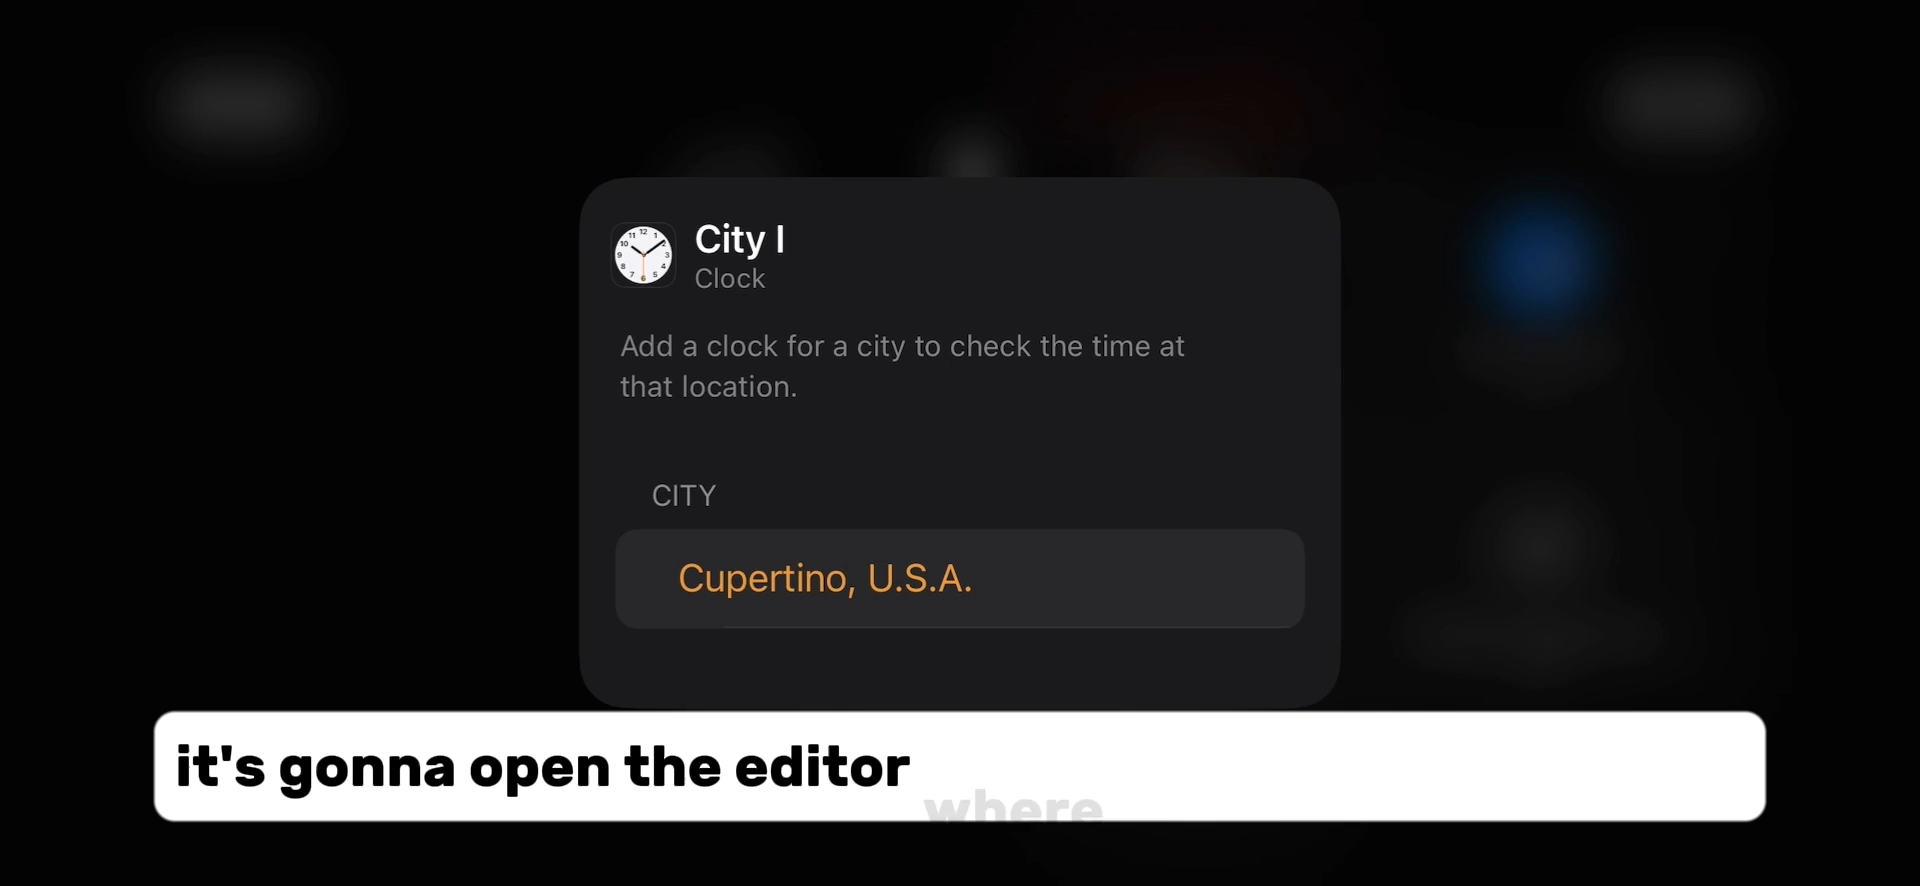 City I
Clock
Add a clock for a city to check the time at
that location.
CITY
Cupertino, U.S.A.
it's gonna open the editor where